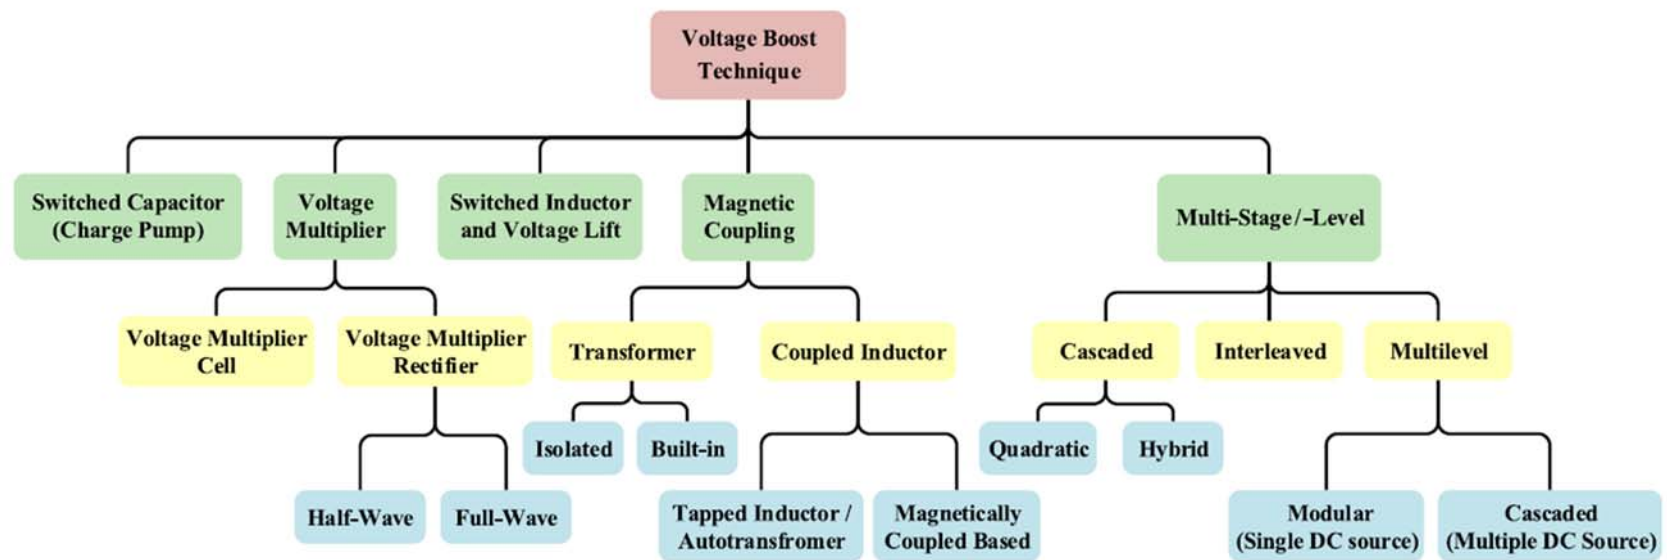 Voltage Boost
Technique
Switched Capacitor
(Charge Pump)
Voltage
Multiplier
Switched Inductor
and Voltage Lift
Magnetic
Coupling
Multi-Stage/-Level
Voltage Multiplier
Cell
Voltage Multiplier
Rectifier
Transformer
Coupled Inductor
Cascaded
Interleaved
Multilevel
Isolated
Built-in
Quadratic
Hybrid
Half-Wave
Full-Wave
Tapped Inductor /
Autotransfromer
Magnetically
Coupled Based
Modular
(Single DC source)
Cascaded
(Multiple DC Source)